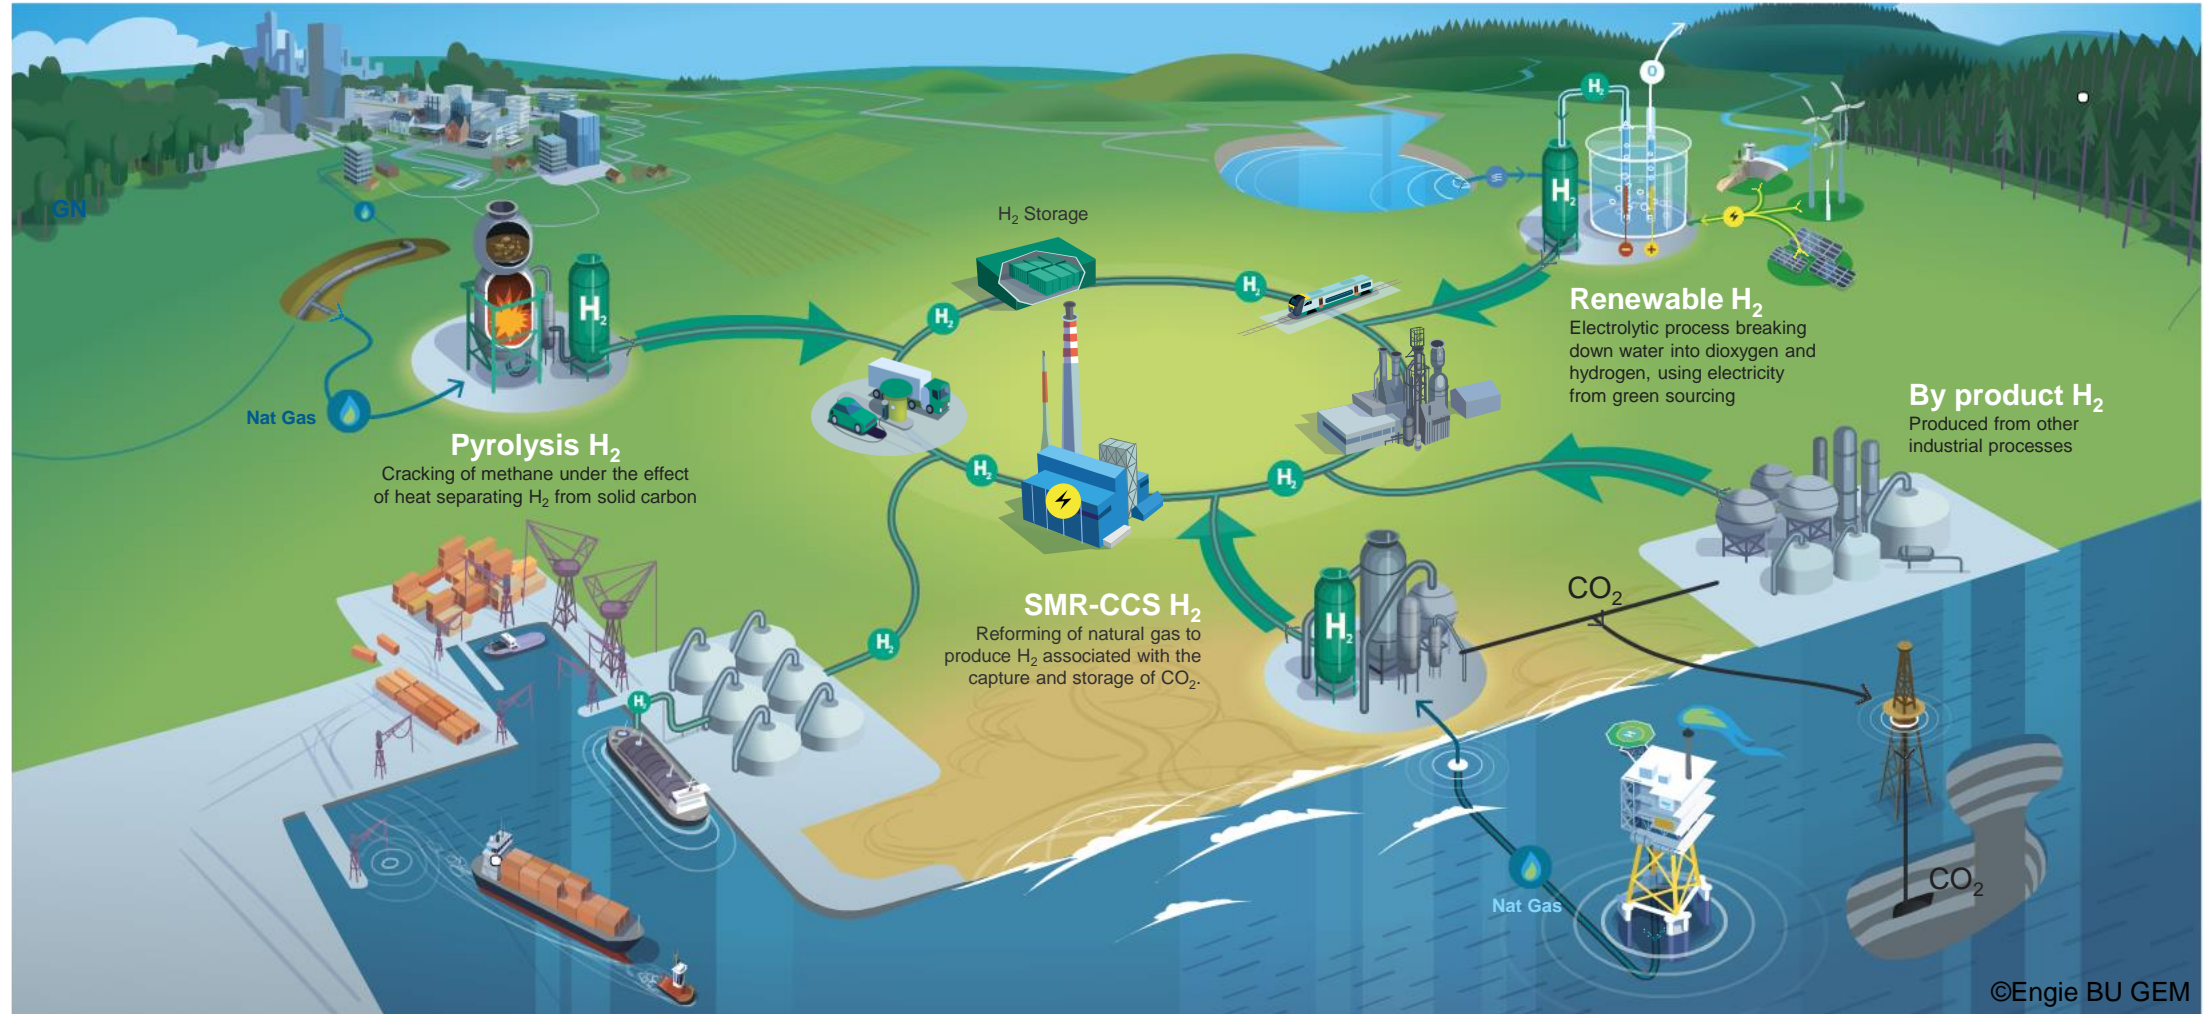 GN
H₂ Storage
H₂
O
H₂
H₂
H₂
H₂
Renewable H₂
Electrolytic process breaking
down water into dioxygen and
hydrogen, using electricity
from green sourcing
By product H₂
Produced from other
industrial processes
Nat Gas
Pyrolysis H₂
Cracking of methane under the effect
of heat separating H₂ from solid carbon
H₂
H₂
CO₂
SMR-CCS H₂
Reforming of natural gas to
produce H₂ associated with the
capture and storage of CO₂.
H₂
H₂
H₂
H
CO₂
Nat Gas
©Engie BU GEM